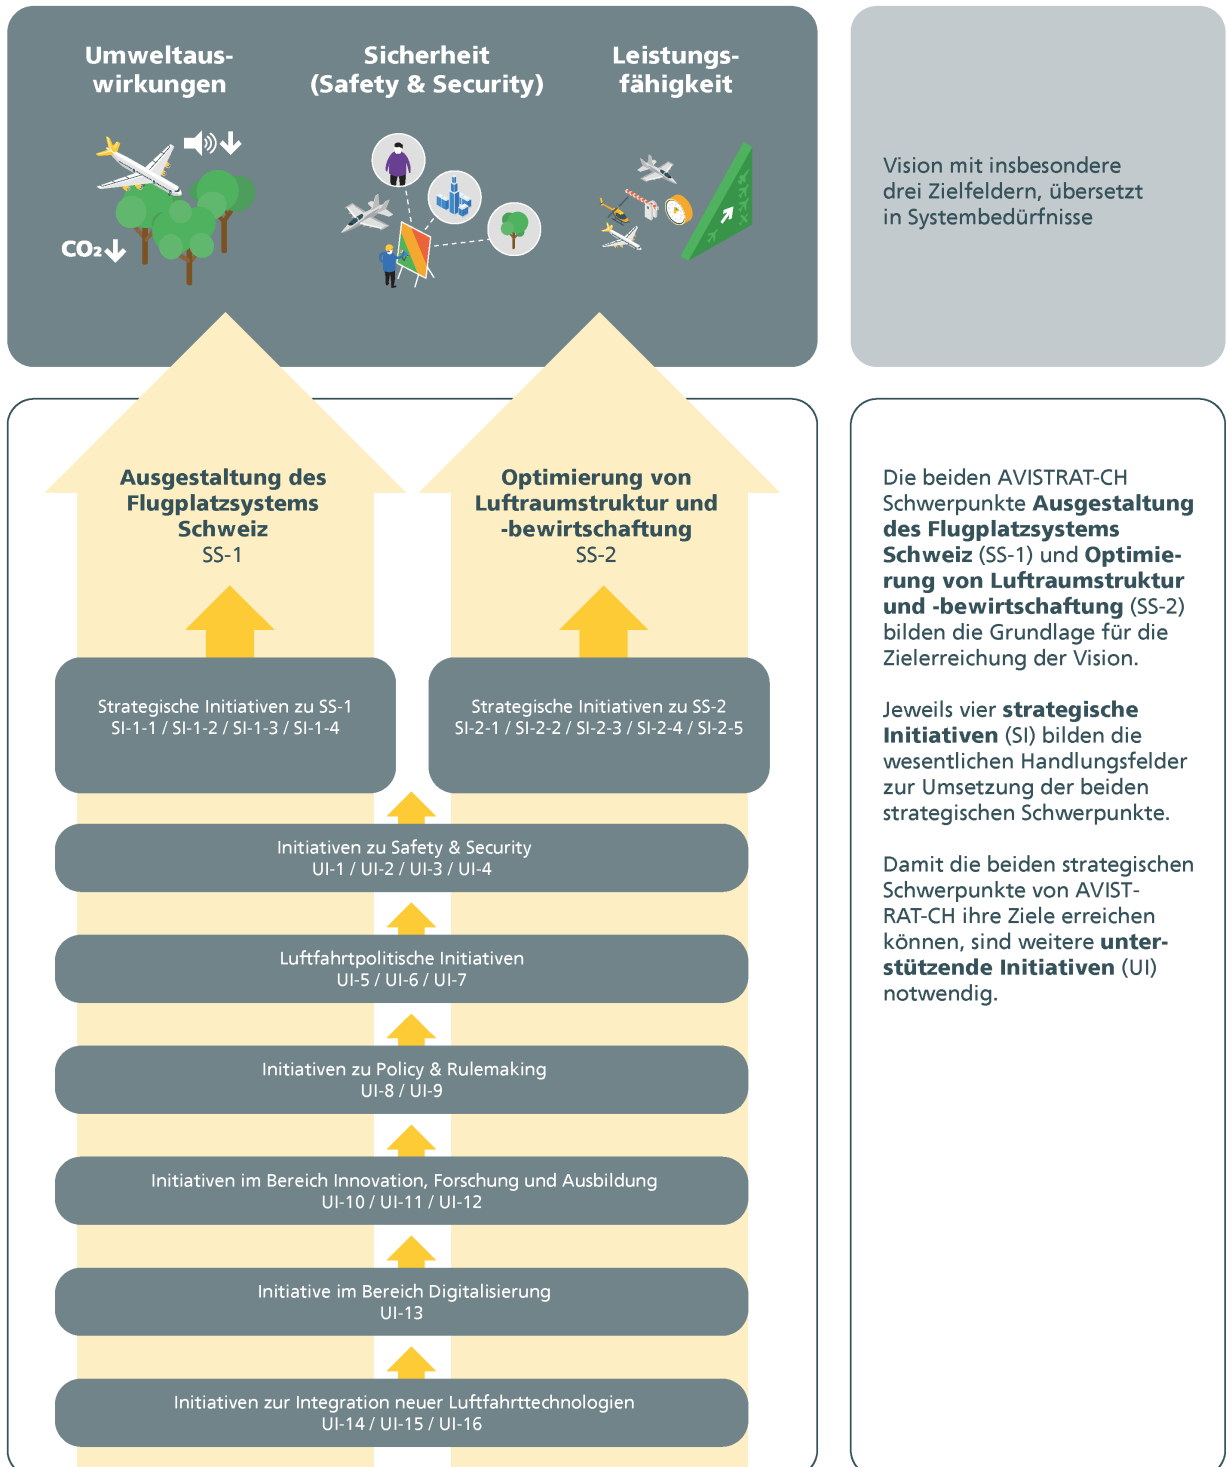 Umweltaus-
wirkungen
Sicherheit
(Safety & Security)
Leistungs-
fähigkeit
CO₂
Vision mit insbesondere
drei Zielfeldern, übersetzt
in Systembedürfnisse
Ausgestaltung des
Flugplatzsystems
Schweiz
SS-1
Optimierung von
Luftraumstruktur und
-bewirtschaftung
SS-2
Strategische Initiativen zu SS-1
SI-1-1 / SI-1-2 / SI-1-3 / SI-1-4
Strategische Initiativen zu SS-2
SI-2-1 / SI-2-2 / SI-2-3 / SI-2-4 / SI-2-5
Initiativen zu Safety & Security
UI-1 / UI-2 / UI-3 / UI-4
Luftfahrtpolitische Initiativen
UI-5 / UI-6 / UI-7
Initiativen zu Policy & Rulemaking
UI-8 / UI-9
Initiativen im Bereich Innovation, Forschung und Ausbildung
UI-10 / UI-11 / UI-12
Initiative im Bereich Digitalisierung
UI-13
Initiativen zur Integration neuer Luftfahrttechnologien
UI-14 / UI-15 / UI-16
Die beiden AVISTRAT-CH
Schwerpunkte Ausgestaltung
des Flugplatzsystems
Schweiz (SS-1) und Optimie-
rung von Luftraumstruktur
und -bewirtschaftung (SS-2)
bilden die Grundlage für die
Zielerreichung der Vision.
Jeweils vier strategische
Initiativen (SI) bilden die
wesentlichen Handlungsfelder
zur Umsetzung der beiden
strategischen Schwerpunkte.
Damit die beiden strategischen
Schwerpunkte von AVIST-
RAT-CH ihre Ziele erreichen
können, sind weitere unter-
stützende Initiativen (UI)
notwendig.